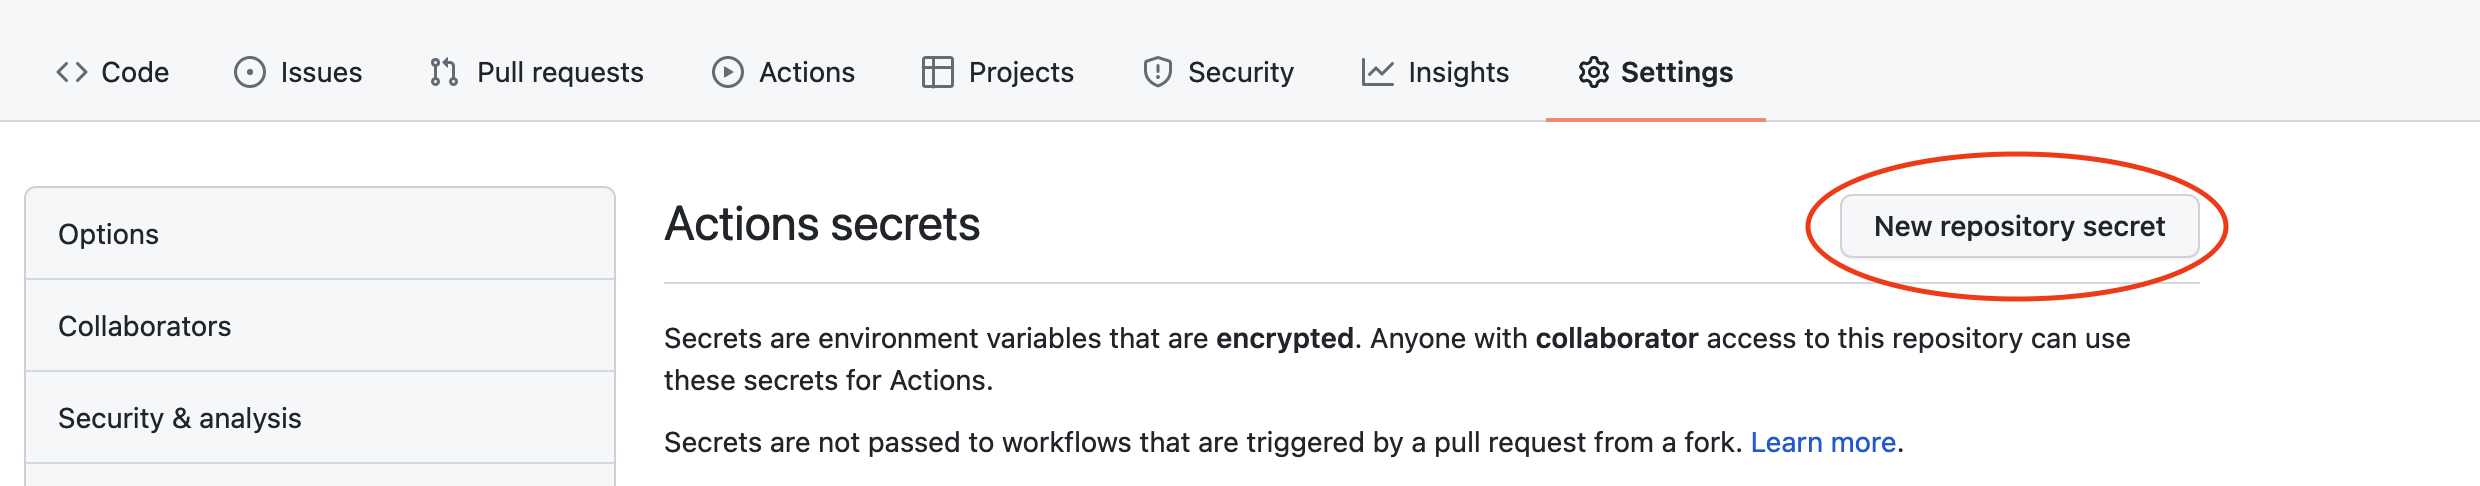 Code Issues Pull requests Actions Projects Security Insights Settings
Options
Collaborators
Security & analysis
Actions secrets
New repository secret
Secrets are environment variables that are encrypted. Anyone with collaborator access to this repository can use
these secrets for Actions.
Secrets are not passed to workflows that are triggered by a pull request from a fork. Learn more.